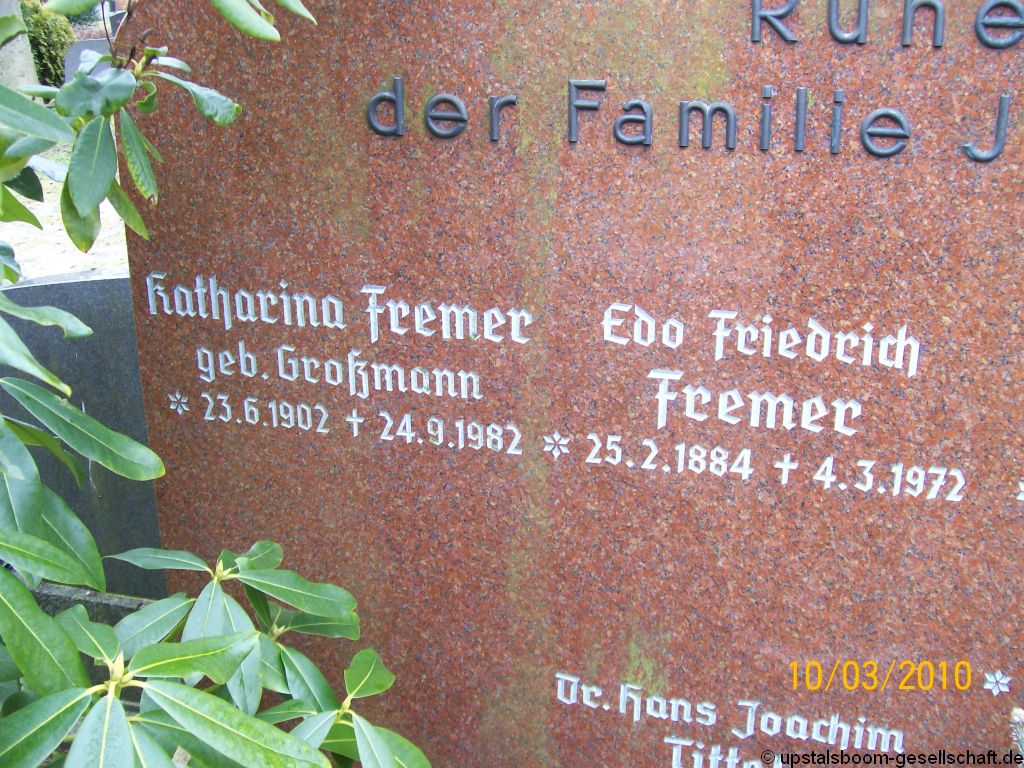 der Familie J
Katharina Fremer
geb. Großmann
* 23.6.1902 † 24.9.1982
Edo Friedrich
Fremer
* 25.2.1884 † 4.3.1972
Dr. Hans Joachim
10/03/2010
© upstalsboom-gesellschaft.de